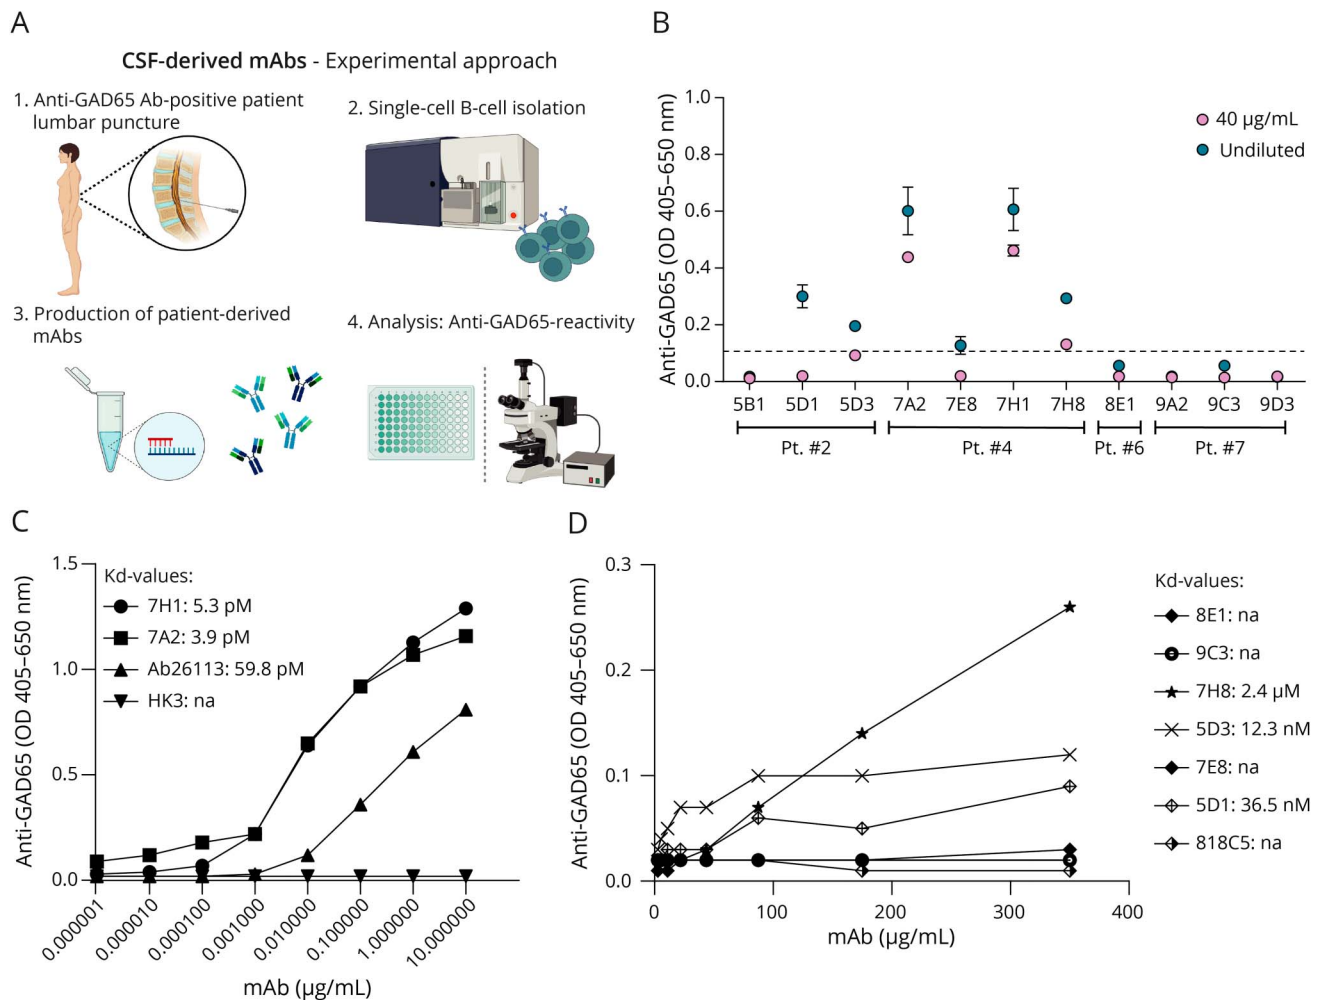 A
CSF-derived mAbs - Experimental approach
1. Anti-GAD65 Ab-positive patient
lumbar puncture
2. Single-cell B-cell isolation
3. Production of patient-derived
mAbs
4. Analysis: Anti-GAD65-reactivity
B
Anti-GAD65 (OD 405–650 nm)
1.0
0.8
0.6
0.4
0.2
0.0
40 µg/mL
Undiluted
5B1 5D1 5D3 7A2 7E8 7H1 7H8 8E1 9A2 9C3 9D3
Pt. #2 Pt. #4 Pt. #6 Pt. #7
C
Anti-GAD65 (OD 405–650 nm)
1.5
1.0
0.5
0.0
Kd-values:
7H1: 5.3 pM
7A2: 3.9 pM
Ab26113: 59.8 pM
HK3: na
0.000001 0.000010 0.000100 0.001000 0.010000 0.100000 1.000000 10.000000
mAb (µg/mL)
D
Anti-GAD65 (OD 405–650 nm)
0.3
0.2
0.1
0.0
0 100 200 300 400
mAb (µg/mL)
Kd-values:
8E1: na
9C3: na
7H8: 2.4 µM
5D3: 12.3 nM
7E8: na
5D1: 36.5 nM
818C5: na